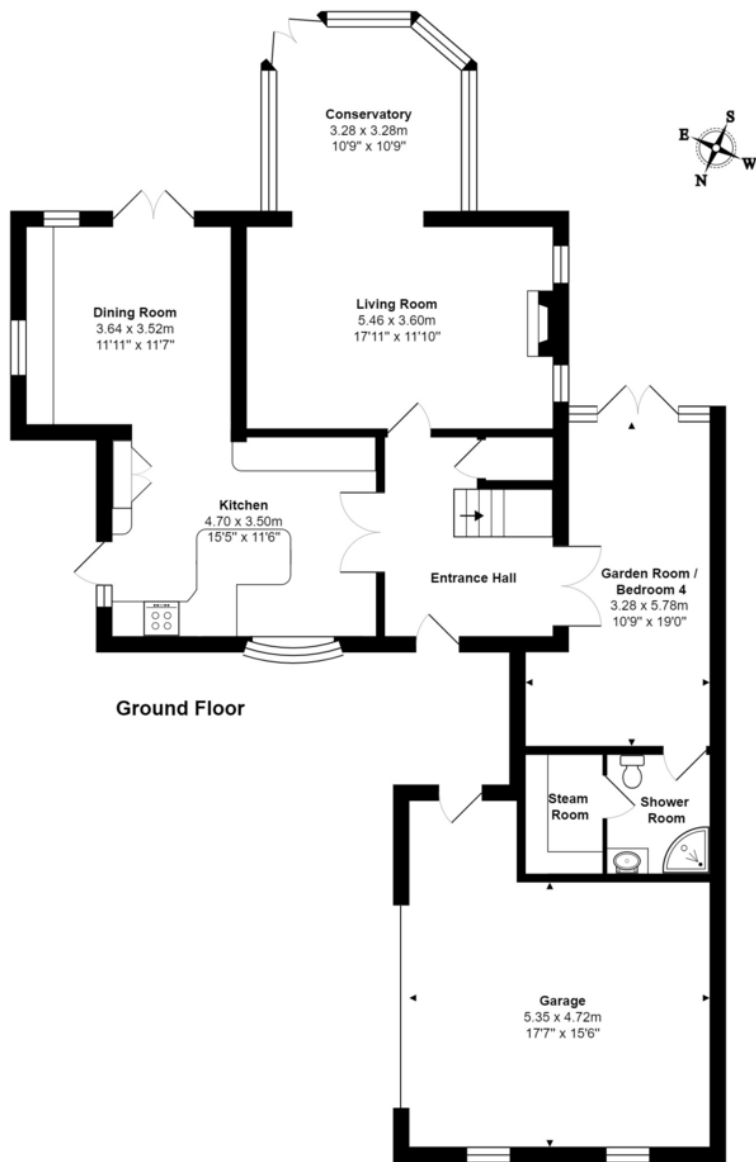 Conservatory
3.28 x 3.28m
10'9" x 10'9"
S
E
W
N
Dining Room
3.64 x 3.52m
11'11" x 11'7"
Living Room
5.46 x 3.60m
17'11" x 11'10"
Kitchen
4.70 x 3.50m
15'5" x 11'6"
Entrance Hall
Garden Room /
Bedroom 4
3.28 x 5.78m
10'9" x 19'0"
Ground Floor
Steam
Room
Shower
Room
Garage
5.35 x 4.72m
17'7" x 15'6"